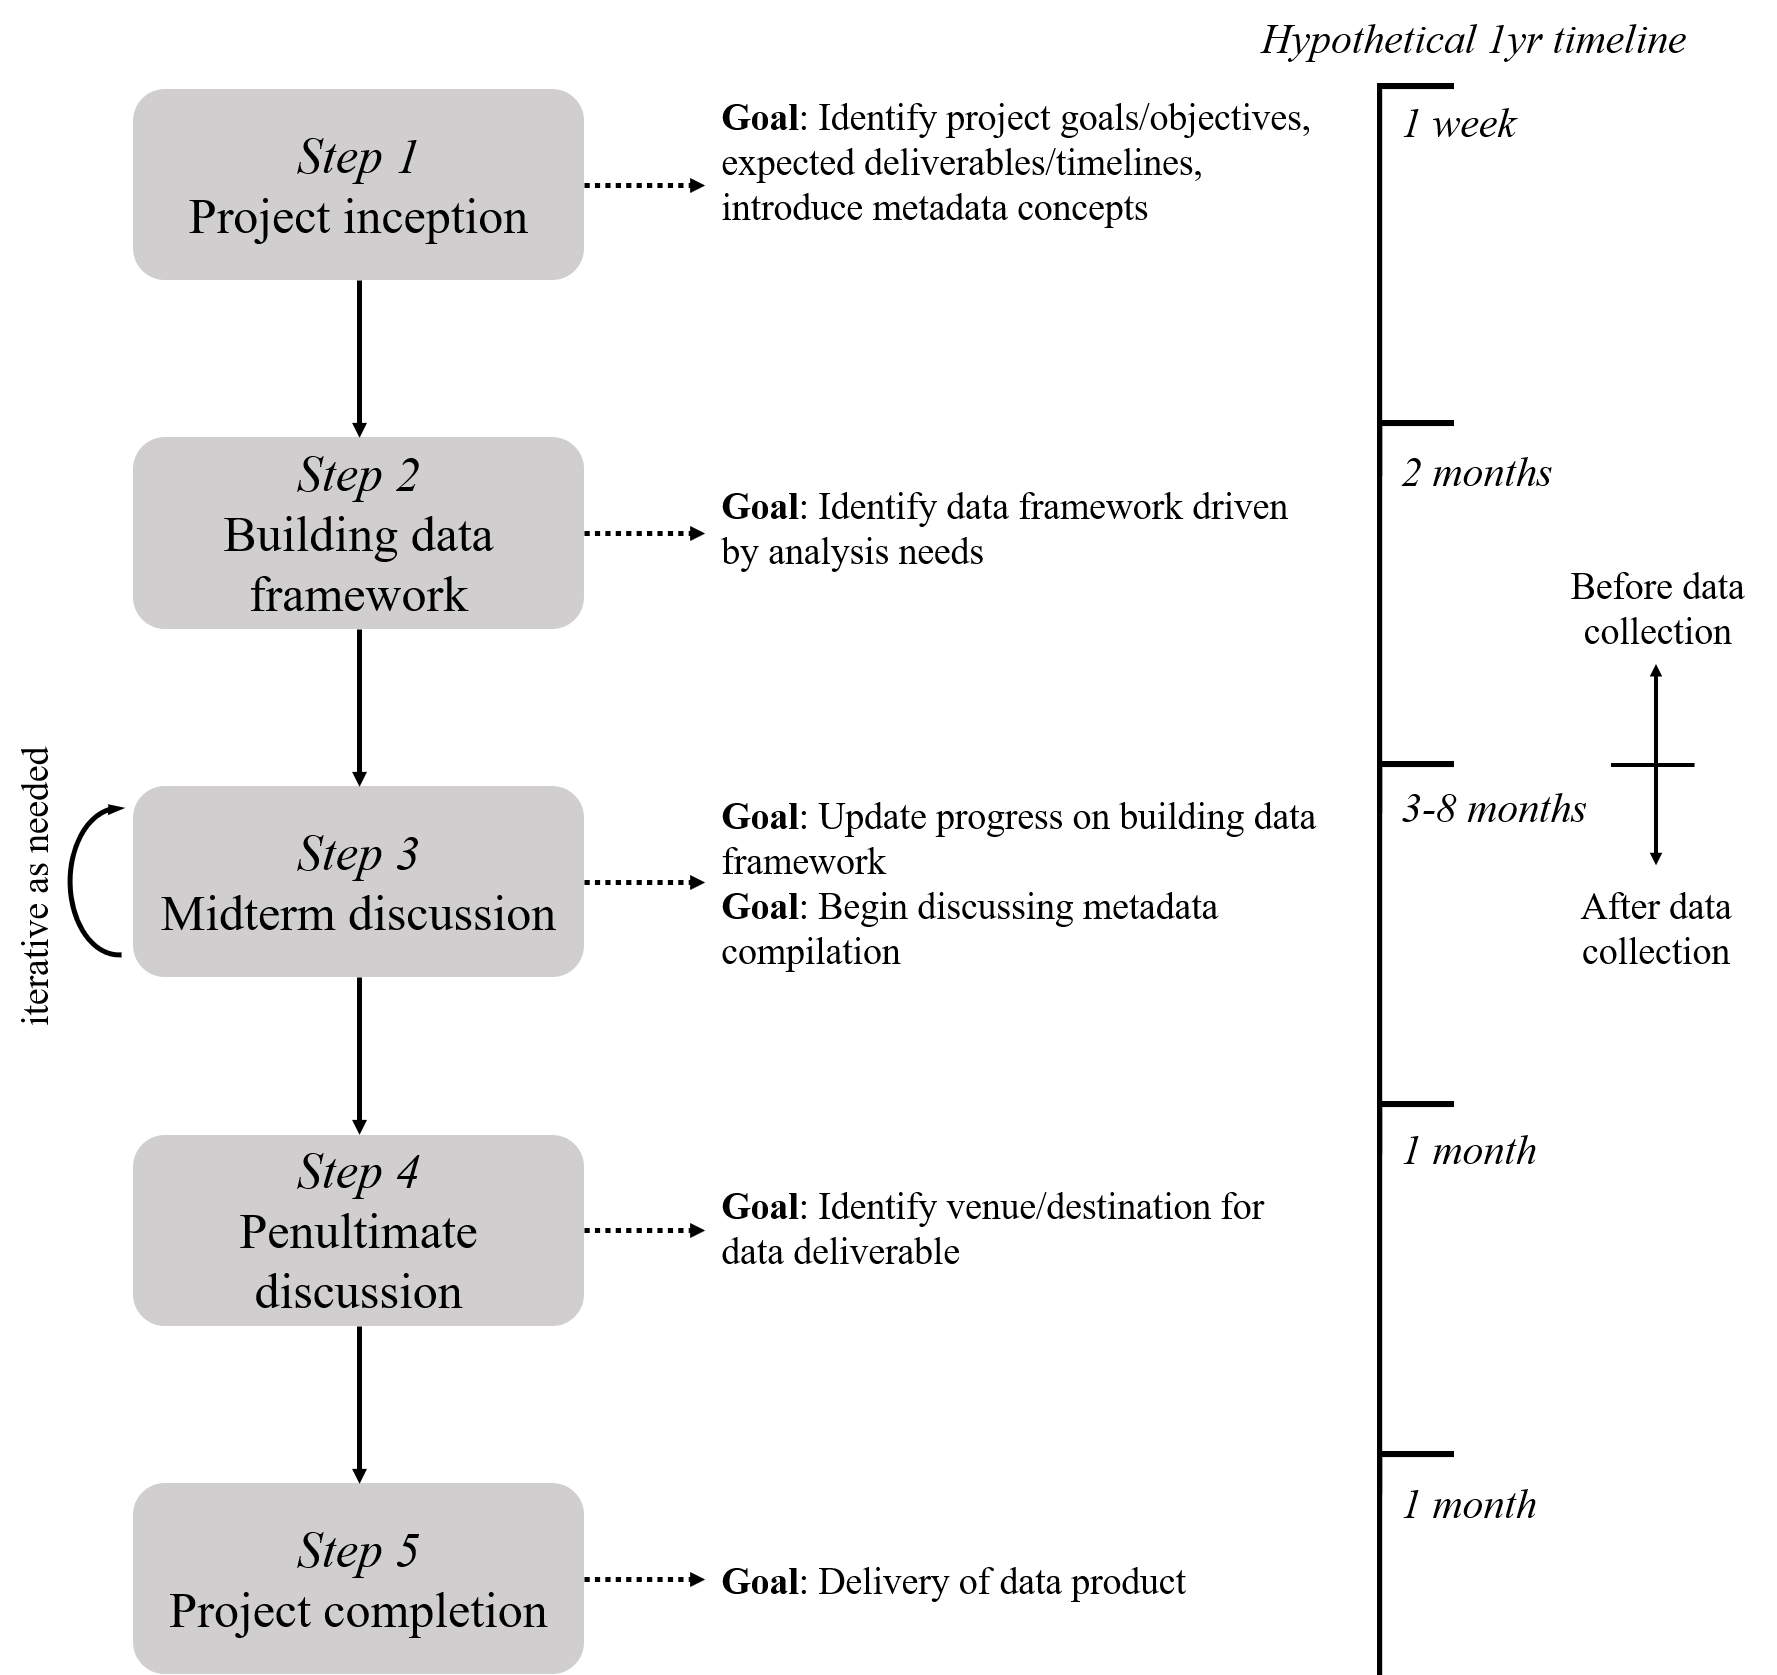 Hypothetical 1yr timeline
Step 1
Project inception
Goal: Identify project goals/objectives,
expected deliverables/timelines,
introduce metadata concepts
1 week
Step 2
Building data
framework
Goal: Identify data framework driven
by analysis needs
2 months
Before data
collection
iterative as needed
Step 3
Midterm discussion
Goal: Update progress on building data
framework
Goal: Begin discussing metadata
compilation
3-8 months
After data
collection
Step 4
Penultimate
discussion
Goal: Identify venue/destination for
data deliverable
1 month
Step 5
Project completion
Goal: Delivery of data product
1 month